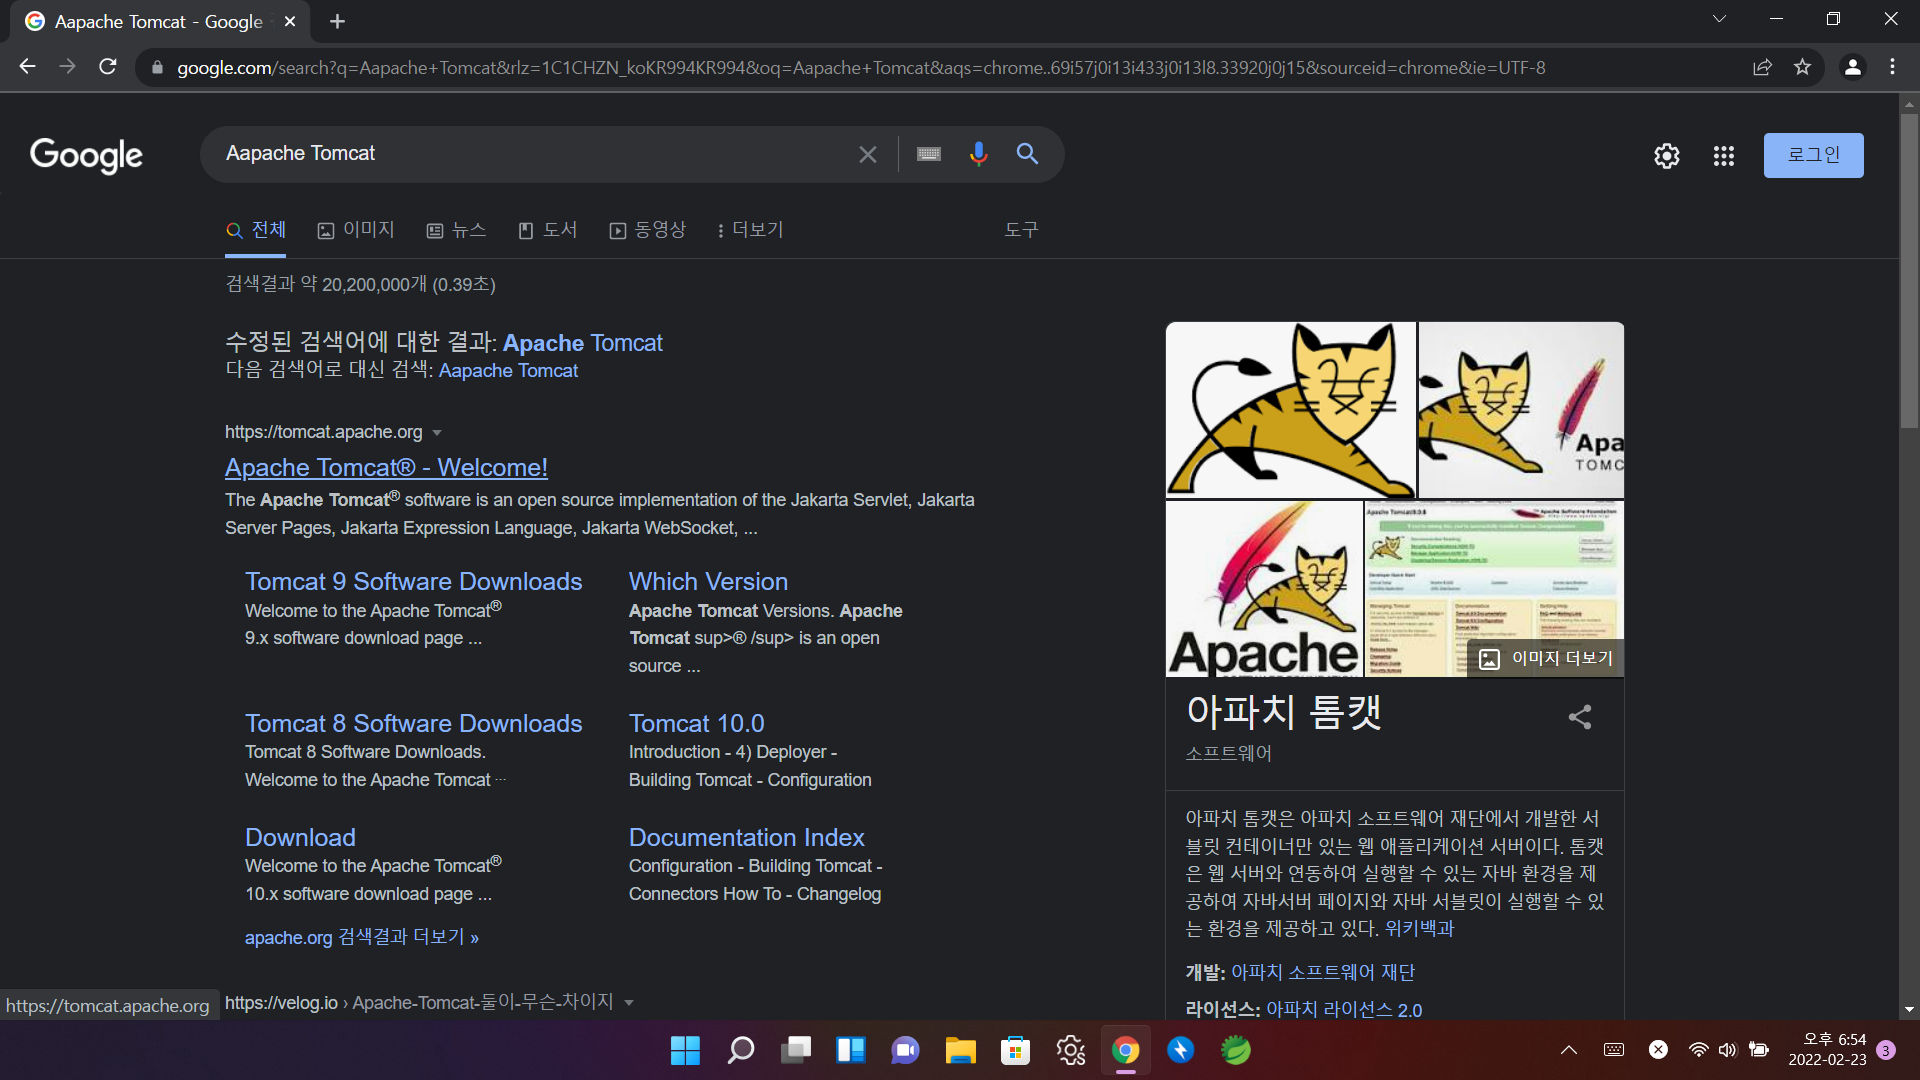 Aapache Tomcat - Google
google.com/search?q=Aapache+Tomcat&rlz=1C1CHZN_koKR994KR994&oq=Aapache+Tomcat&aqs=chrome..69i57j0i13i433j0i13l8.33920j0j15&sourceid=chrome&ie=UTF-8
Google
Aapache Tomcat
로그인
전체
이미지
뉴스
도서
동영상
더보기
도구
검색결과 약 20,200,000개 (0.39초)
수정된 검색어에 대한 결과: Apache Tomcat
다음 검색어로 대신 검색: Aapache Tomcat
https://tomcat.apache.org
Apache Tomcat® - Welcome!
The Apache Tomcat® software is an open source implementation of the Jakarta Servlet, Jakarta
Server Pages, Jakarta Expression Language, Jakarta WebSocket, ...
Tomcat 9 Software Downloads
Welcome to the Apache Tomcat®
9.x software download page ...
Which Version
Apache Tomcat Versions. Apache
Tomcat sup>® /sup> is an open
source ...
Tomcat 8 Software Downloads
Tomcat 8 Software Downloads.
Welcome to the Apache Tomcat ...
Tomcat 10.0
Introduction - 4) Deployer -
Building Tomcat - Configuration
Download
Welcome to the Apache Tomcat®
10.x software download page ...
Documentation Index
Configuration - Building Tomcat -
Connectors How To - Changelog
apache.org 검색결과 더보기 »
https://velog.io › Apache-Tomcat-둘이-무슨-차이지
https://tomcat.apache.org
Apa
TOMC
Apache
이미지 더보기
아파치 톰캣
소프트웨어
아파치 톰캣은 아파치 소프트웨어 재단에서 개발한 서
블릿 컨테이너만 있는 웹 애플리케이션 서버이다. 톰캣
은 웹 서버와 연동하여 실행할 수 있는 자바 환경을 제
공하여 자바서버 페이지와 자바 서블릿이 실행할 수 있
는 환경을 제공하고 있다. 위키백과
개발: 아파치 소프트웨어 재단
라이선스: 아파치 라이선스 2.0
오후 6:54
2022-02-23
3